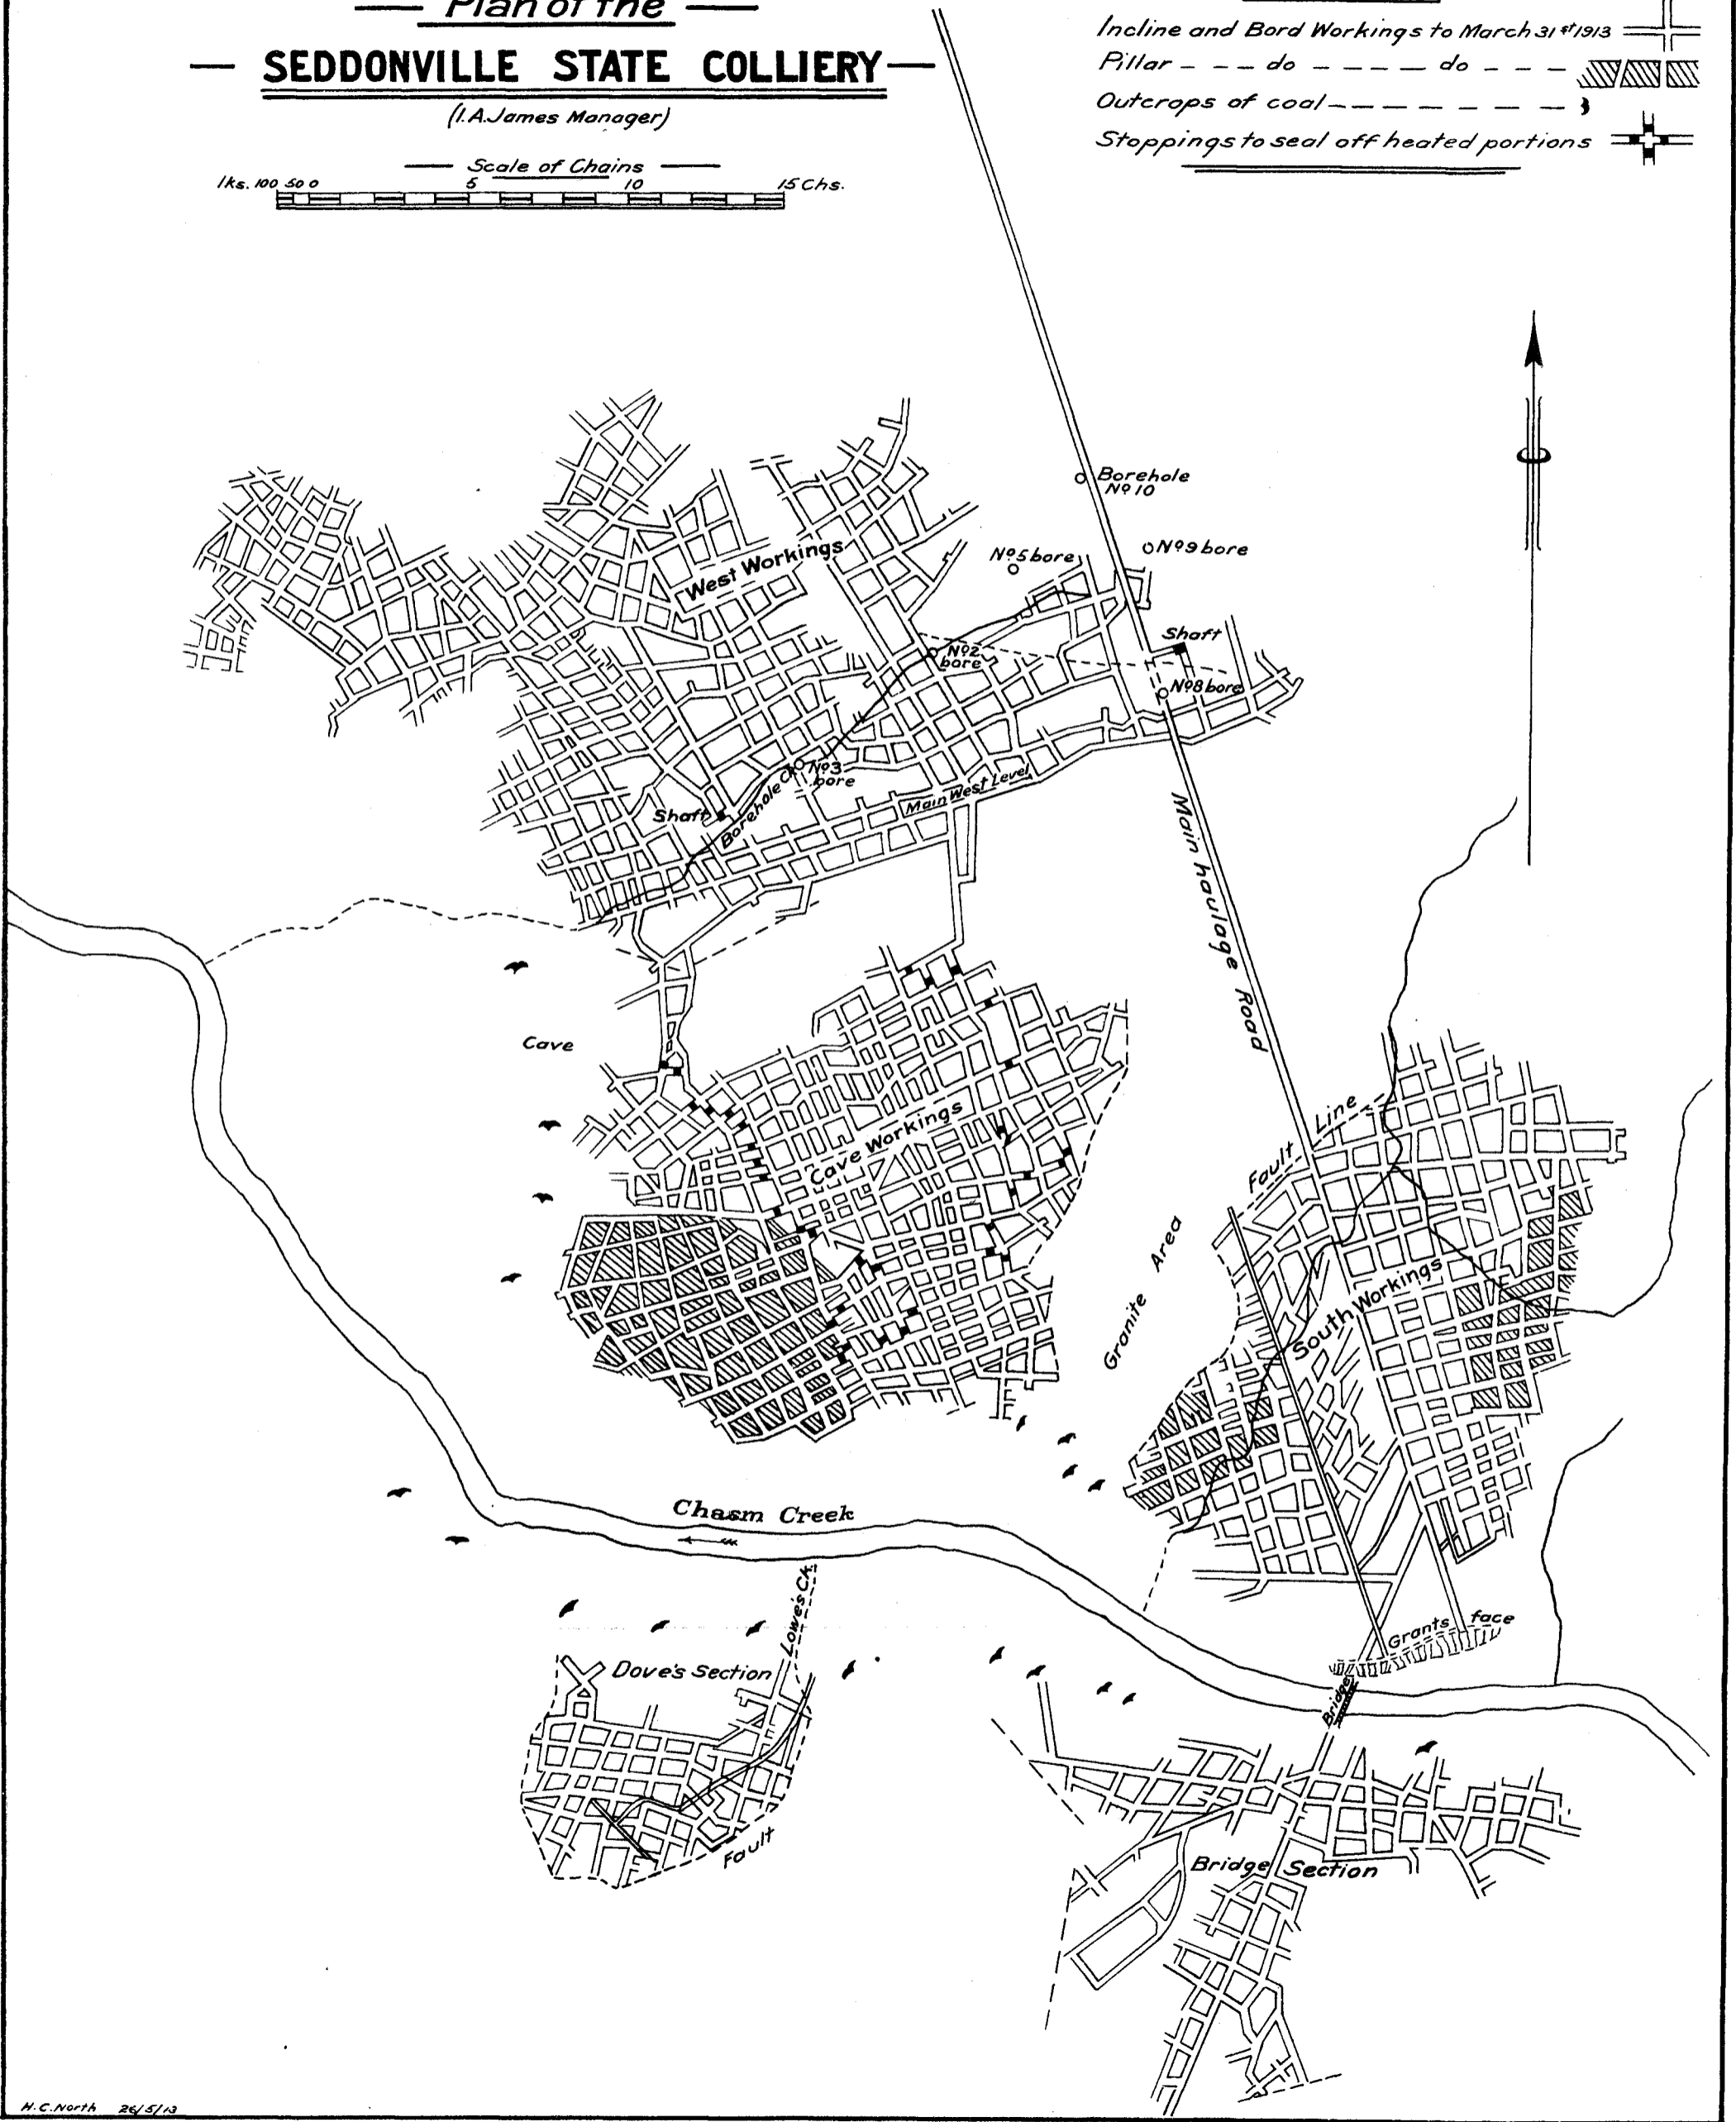 Plan of the
SEDDONVILLE STATE COLLIERY
(I.A.James Manager)
Scale of Chains
lks. 100 50 0 5 10 15 Chs.
Incline and Bord Workings to March 31st 1913
Pillar - - - do - - - - do - - -
Outcrops of coal
Stoppings to seal off heated portions
Borehole
No 10
No 9 bore
No 5 bore
West Workings
Shaft
No 2
bore
No 8 bore
No 3
bore
Borehole Ck
Main West Level
Shaft
Main haulage Road
Cave
Cave Workings
Fault Line
Granite Area
South Workings
Chasm Creek
Lowe's Ck.
Grants face
Dove's Section
Bridge
Fault
Bridge Section
H.C.North 26/5/13